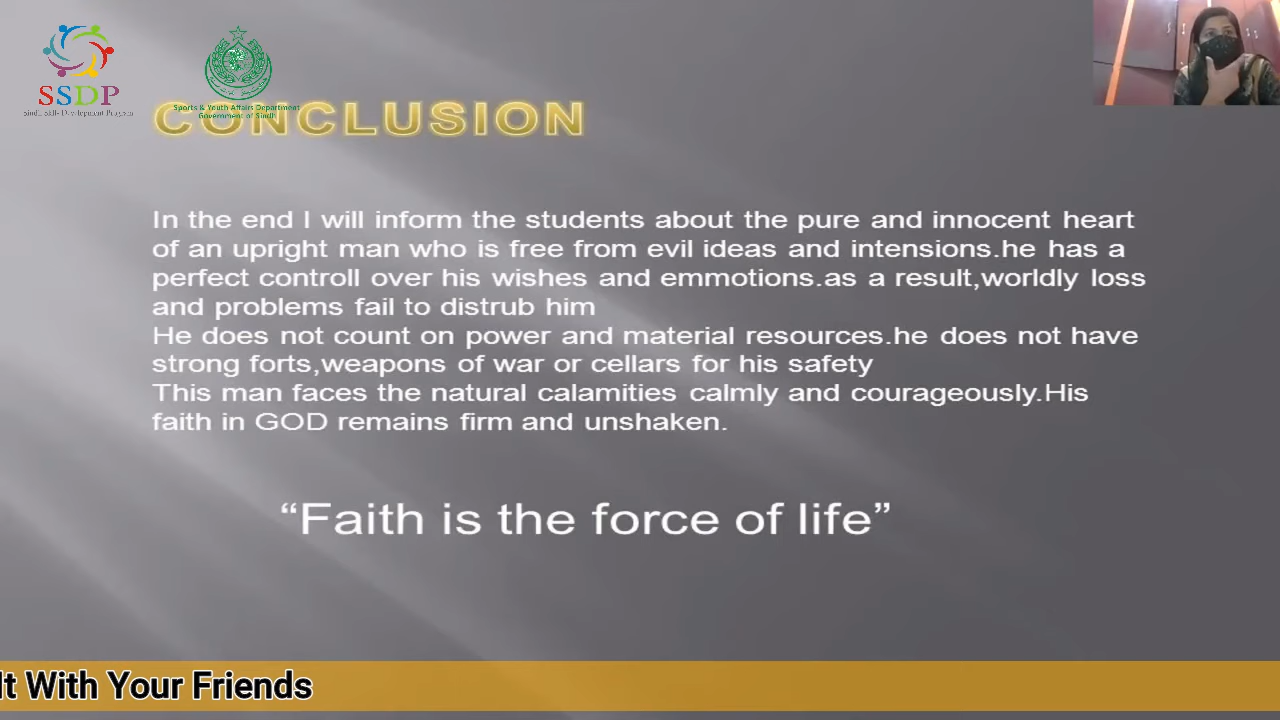 SSDP
Sindh Skills Development Program
Sports & Youth Affairs Department
Government of Sindh
CONCLUSION
In the end I will inform the students about the pure and innocent heart
of an upright man who is free from evil ideas and intensions.he has a
perfect controll over his wishes and emmotions.as a result,worldly loss
and problems fail to distrub him
He does not count on power and material resources.he does not have
strong forts,weapons of war or cellars for his safety
This man faces the natural calamities calmly and courageously.His
faith in GOD remains firm and unshaken.
“Faith is the force of life”
It With Your Friends